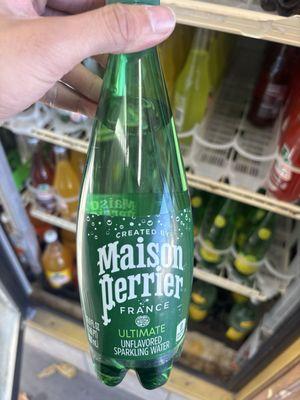 CREATED BY
Maison
Perrier
FRANCE
ULTIMATE
UNFLAVORED
SPARKLING WATER